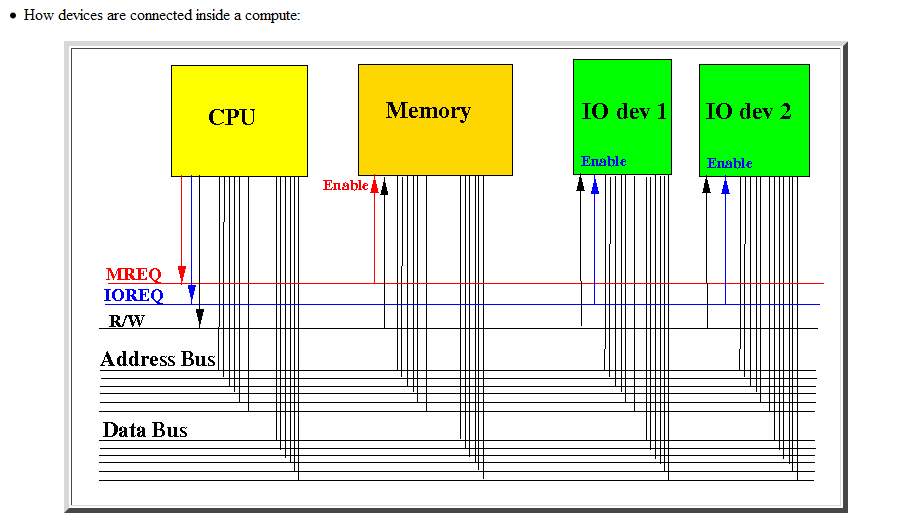 • How devices are connected inside a compute:
CPU
Memory
IO dev 1
IO dev 2
Enable
Enable
Enable
MREQ
IOREQ
R/W
Address Bus
Data Bus